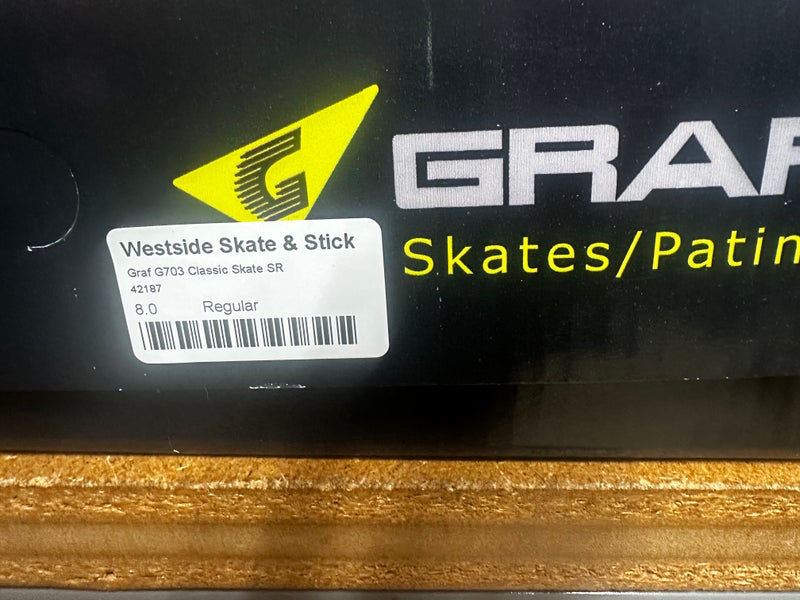 G
GRAF
Skates/Patin
Westside Skate & Stick
Graf G703 Classic Skate SR
42187
8.0 Regular